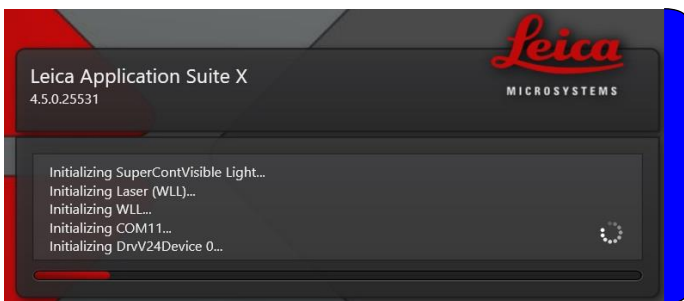 Leica
MICROSYSTEMS
Leica Application Suite X
4.5.0.25531
Initializing SuperContVisible Light...
Initializing Laser (WLL)...
Initializing WLL...
Initializing COM11...
Initializing DrvV24Device 0...